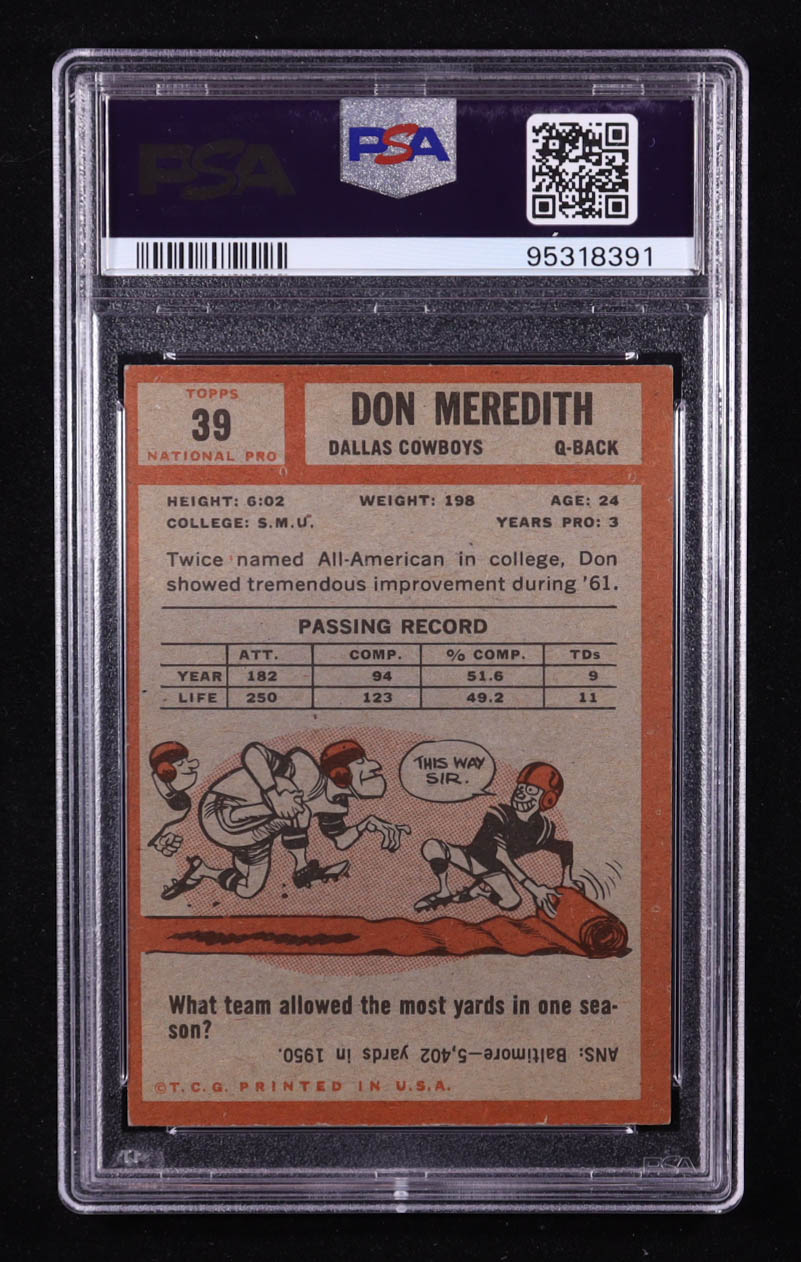 PSA
PSA
95318391
TOPPS
39
NATIONAL PRO
DON MEREDITH
DALLAS COWBOYS Q-BACK
HEIGHT: 6:02 WEIGHT: 198 AGE: 24
COLLEGE: S.M.U. YEARS PRO: 3
Twice named All-American in college, Don
showed tremendous improvement during '61.
PASSING RECORD
ATT. COMP. % COMP. TDs
YEAR 182 94 51.6 9
LIFE 250 123 49.2 11
THIS WAY
SIR.
What team allowed the most yards in one sea-
son?
ANS: Baltimore—5,402 yards in 1950.
©T.C.G. PRINTED IN U.S.A.
PSA